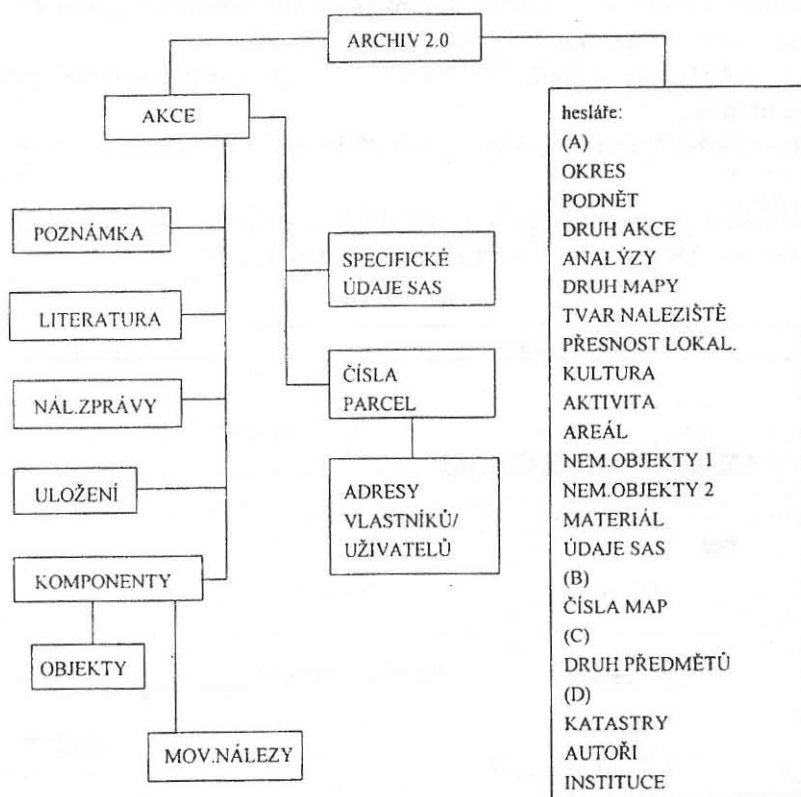 ARCHIV 2.0
AKCE
POZNÁMKA
LITERATURA
NÁL.ZPRÁVY
ULOŽENÍ
KOMPONENTY
OBJEKTY
MOV.NÁLEZY
SPECIFICKÉ
ÚDAJE SAS
ČÍSLA
PARCEL
ADRESY
VLASTNÍKŮ/
UŽIVATELŮ
hesláře:
(A)
OKRES
PODNĚT
DRUH AKCE
ANALÝZY
DRUH MAPY
TVAR NALEZIŠTĚ
PŘESNOST LOKAL.
KULTURA
AKTIVITA
AREÁL
NEM.OBJEKTY 1
NEM.OBJEKTY 2
MATERIÁL
ÚDAJE SAS
(B)
ČÍSLA MAP
(C)
DRUH PŘEDMĚTŮ
(D)
KATASTRY
AUTOŘI
INSTITUCE